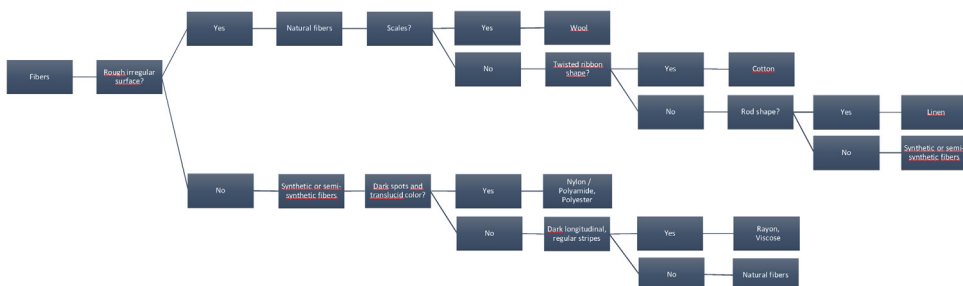 Yes
Natural fibers
Scales?
Yes
Wool
Fibers
Rough irregular
surface?
No
Twisted ribbon
shape?
Yes
Cotton
No
Rod shape?
Yes
Linen
No
Synthetic or semi-
synthetic fibers
No
Synthetic or semi-
synthetic fibers
Dark spots and
translucid color?
Yes
Nylon /
Polyamide,
Polyester
No
Dark longitudinal,
regular stripes
Yes
Rayon,
Viscose
No
Natural fibers